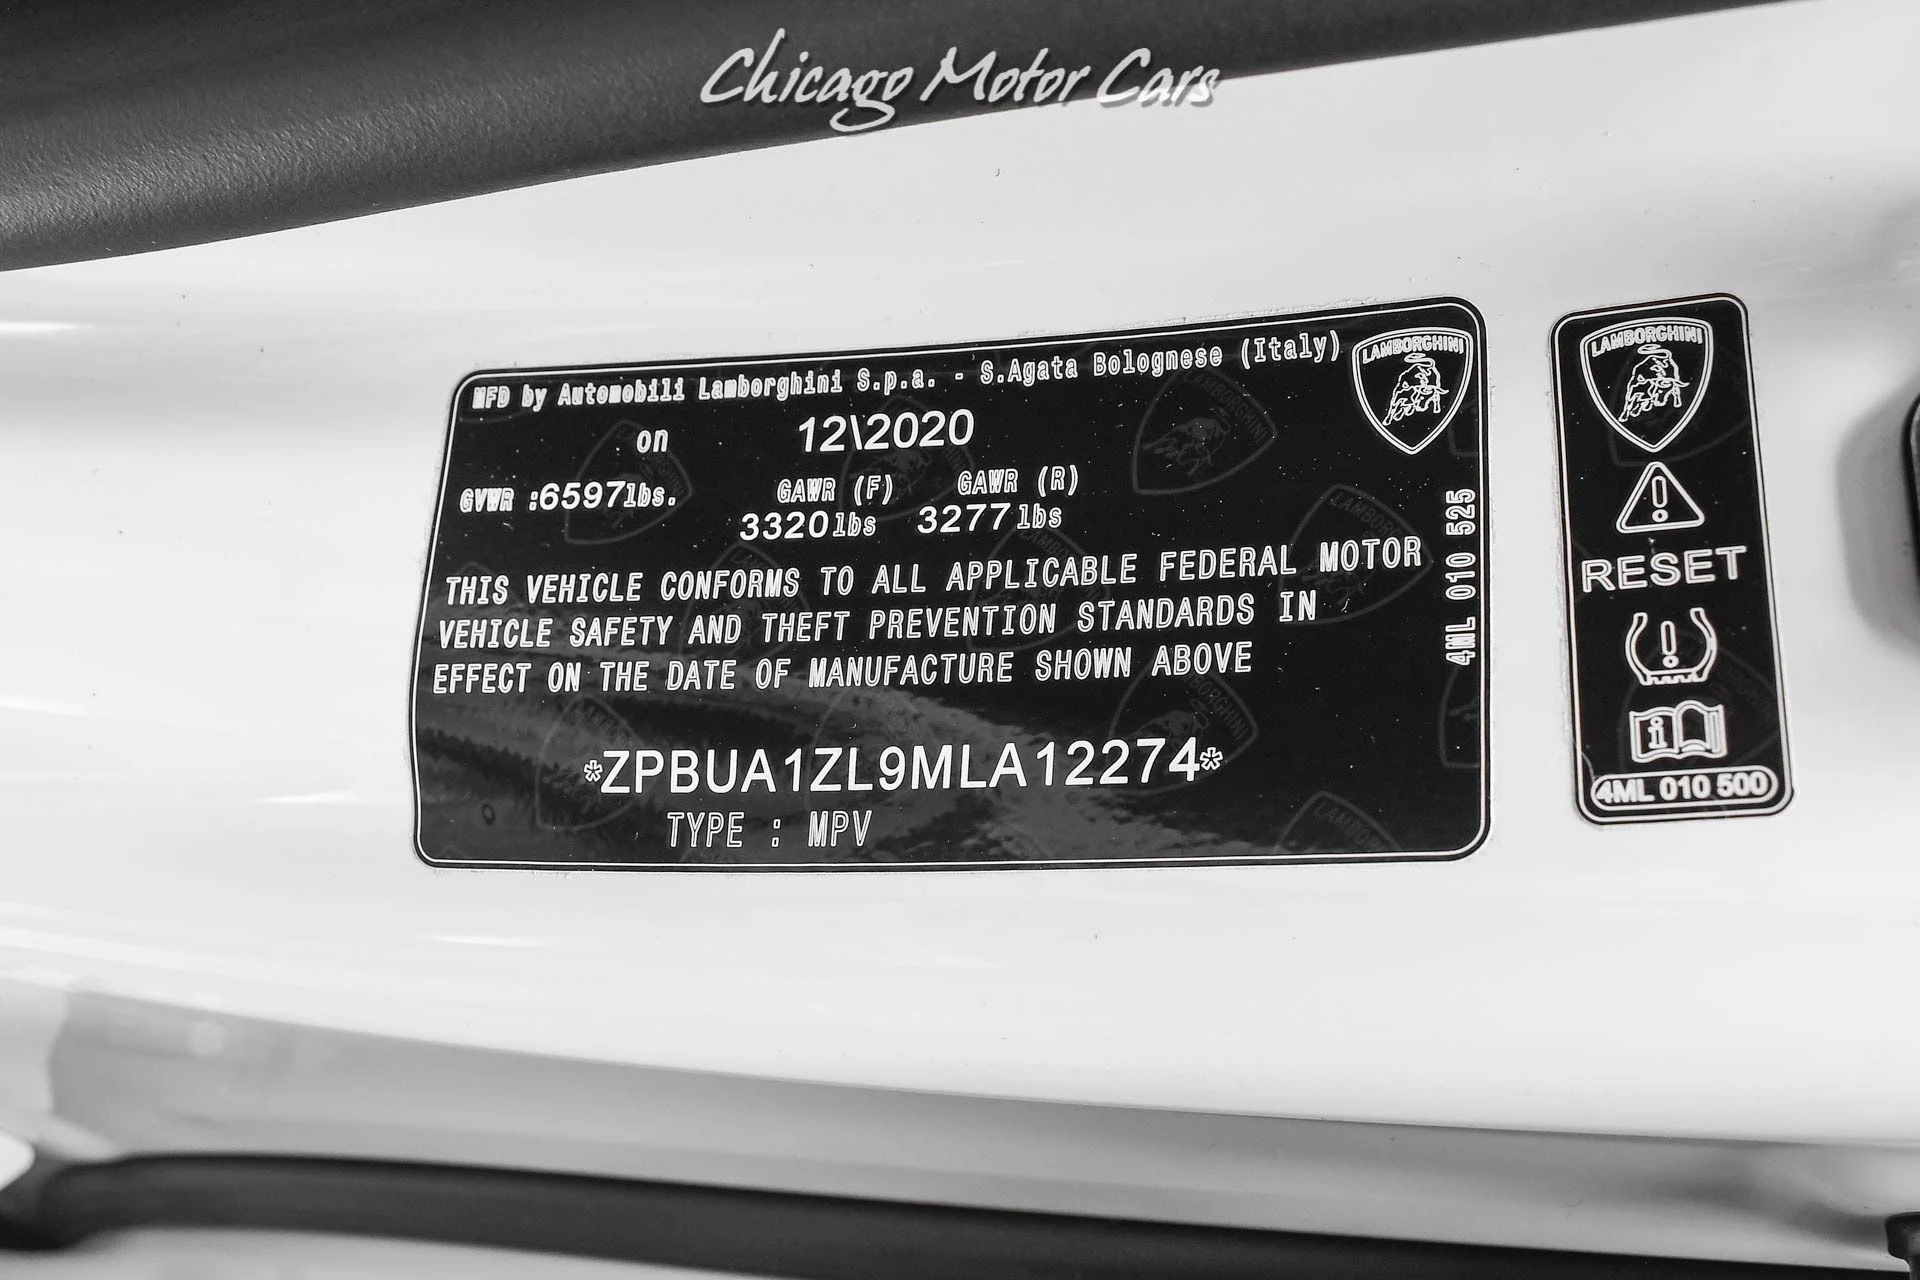 Chicago Motor Cars
MFD by Automobili Lamborghini S.p.a. - S.Agata Bolognese (Italy)
LAMBORGHINI
on 12\2020
GVWR :6597lbs. GAWR (F) GAWR (R)
3320lbs 3277lbs
THIS VEHICLE CONFORMS TO ALL APPLICABLE FEDERAL MOTOR
VEHICLE SAFETY AND THEFT PREVENTION STANDARDS IN
EFFECT ON THE DATE OF MANUFACTURE SHOWN ABOVE
*ZPBUA1ZL9MLA12274*
TYPE : MPV
4ML 010 525
LAMBORGHINI
RESET
4ML 010 500